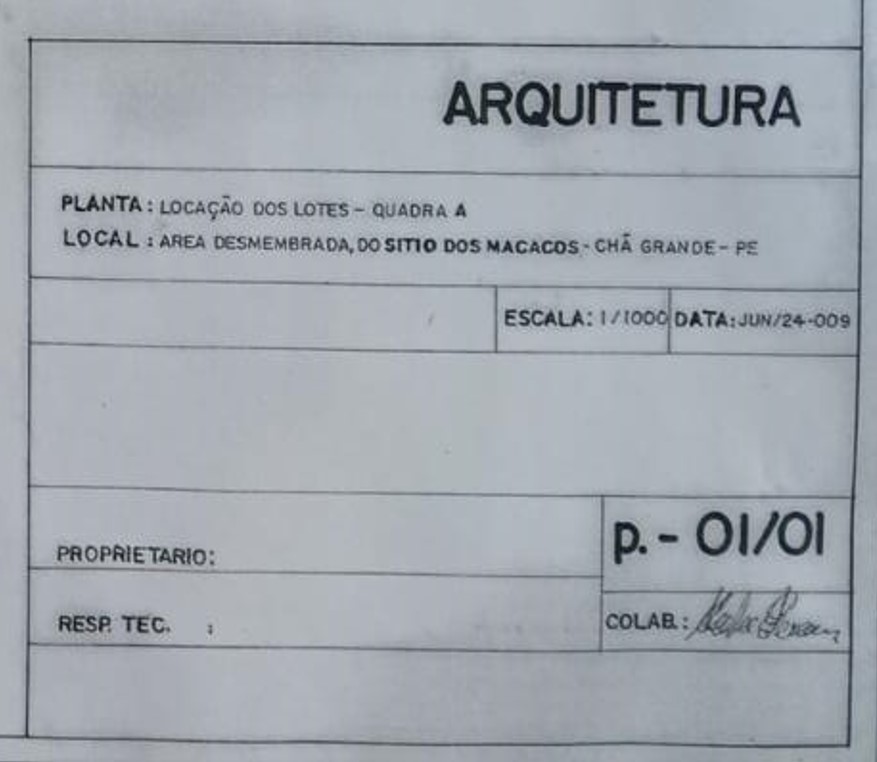 ARQUITETURA
PLANTA: LOCAÇÃO DOS LOTES - QUADRA A
LOCAL: AREA DESMEMBRADA, DO SITIO DOS MACACOS - CHÃ GRANDE - PE
ESCALA: 1/1000 DATA: JUN/24-009
PROPRIETARIO:
p. - 01/01
RESP. TEC. :
COLAB.: